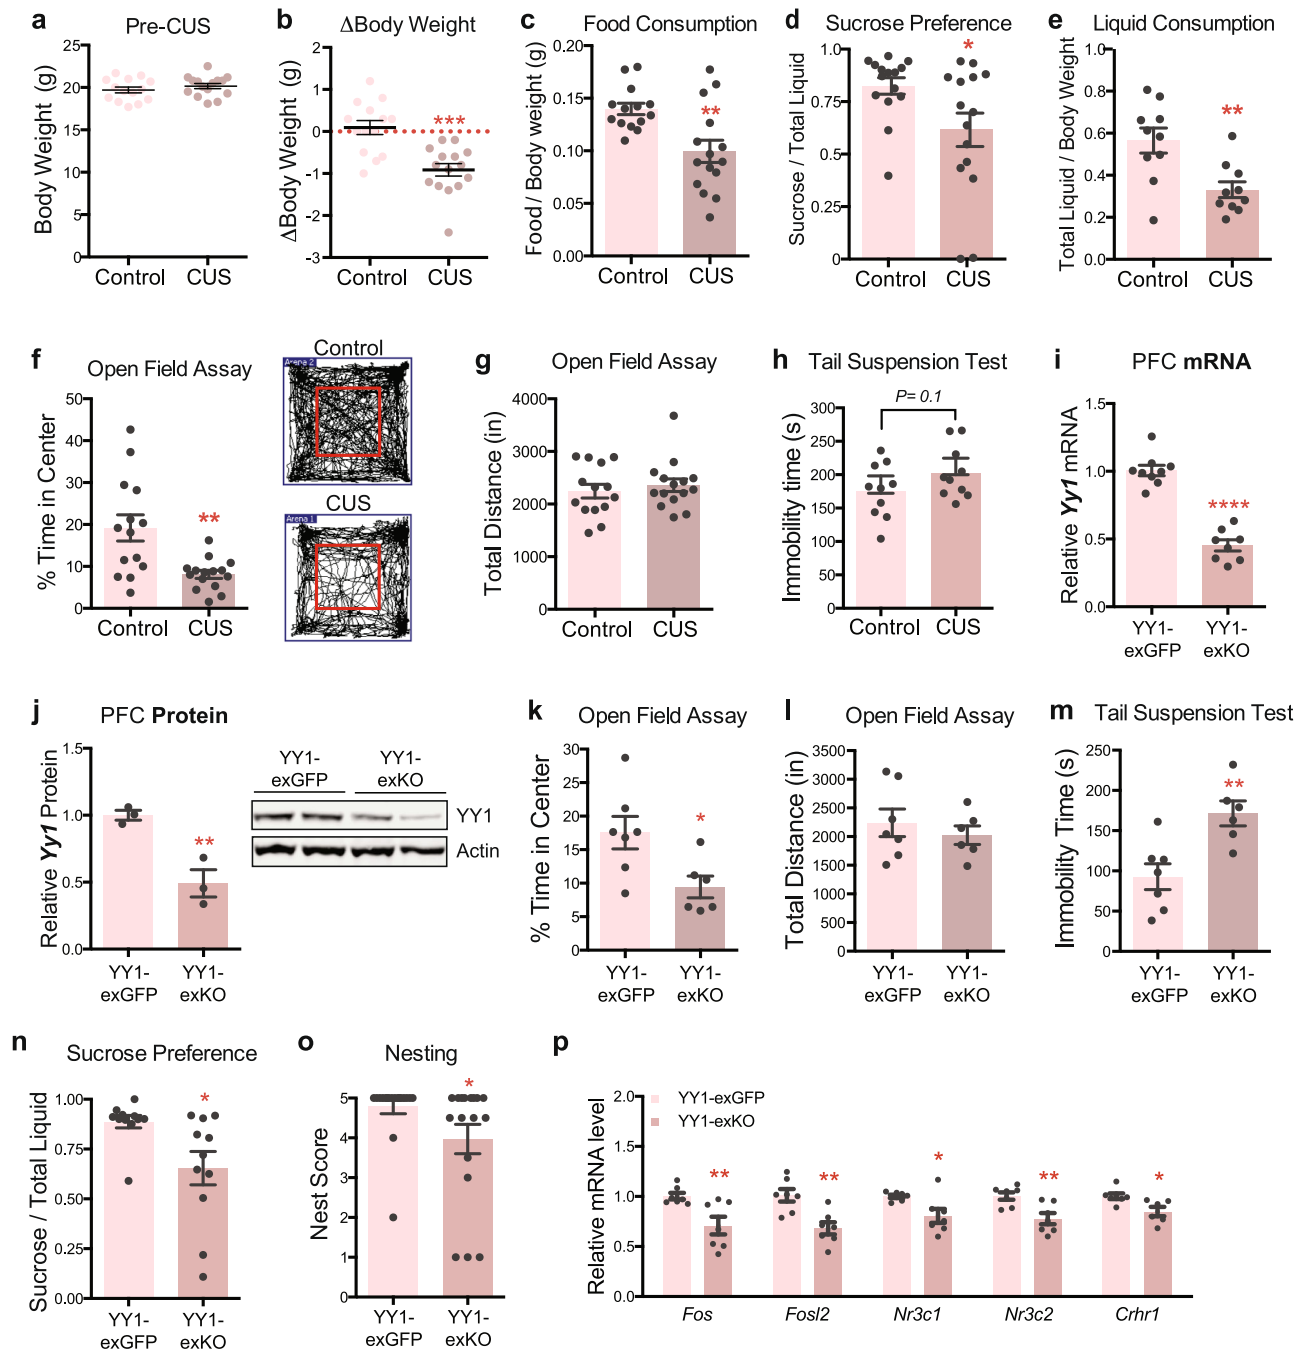 a Pre-CUS
Body Weight (g)
25
20
15
10
5
0
Control CUS
b ΔBody Weight
ΔBody Weight (g)
2
1
0
-1
-2
-3
***
Control CUS
c Food Consumption
Food / Body weight (g)
0.20
0.15
0.10
0.05
0.00
**
Control CUS
d Sucrose Preference
Sucrose / Total Liquid
1.0
0.75
0.5
0.25
0
*
Control CUS
e Liquid Consumption
Total Liquid / Body Weight
1.0
0.8
0.6
0.4
0.2
0.0
**
Control CUS
f Open Field Assay
% Time in Center
50
40
30
20
10
0
**
Control CUS
Control
Arena 2
CUS
Arena 1
g Open Field Assay
Total Distance (in)
4000
3000
2000
1000
0
Control CUS
h Tail Suspension Test
Immobility time (s)
300
250
200
150
100
50
0
P= 0.1
Control CUS
i PFC mRNA
Relative Yy1 mRNA
1.5
1.0
0.5
0.0
****
YY1- YY1-
exGFP exKO
j PFC Protein
Relative Yy1 Protein
1.5
1.0
0.5
0.0
**
YY1- YY1-
exGFP exKO
YY1- YY1-
exGFP exKO
YY1
Actin
k Open Field Assay
% Time in Center
30
25
20
15
10
5
0
*
YY1- YY1-
exGFP exKO
l Open Field Assay
Total Distance (in)
3500
3000
2500
2000
1500
1000
500
0
YY1- YY1-
exGFP exKO
m Tail Suspension Test
Immobility Time (s)
250
200
150
100
50
0
**
YY1- YY1-
exGFP exKO
n Sucrose Preference
Sucrose / Total Liquid
1.00
0.75
0.50
0.25
0.00
*
YY1- YY1-
exGFP exKO
o Nesting
Nest Score
5
4
3
2
1
0
*
YY1- YY1-
exGFP exKO
p
Relative mRNA level
2.0
1.5
1.0
0.5
0.0
YY1-exGFP
YY1-exKO
** ** * ** *
Fos Fosl2 Nr3c1 Nr3c2 Crhr1